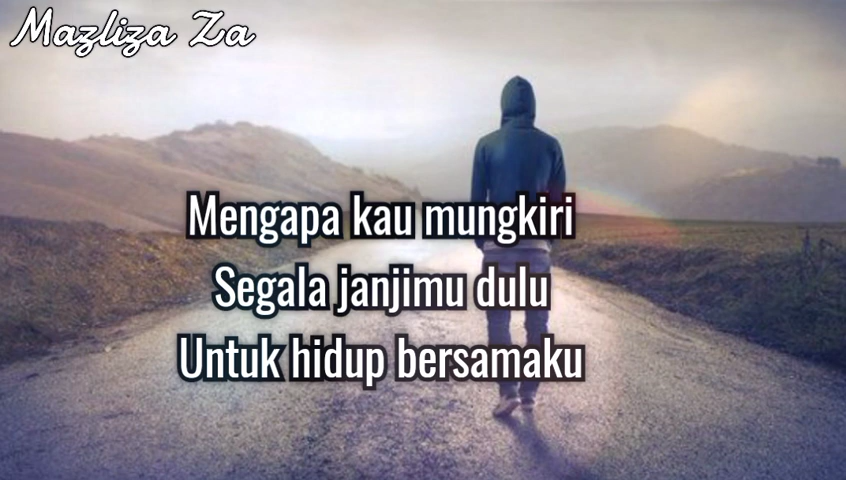 Mazliza Za
Mengapa kau mungkiri
Segala janjimu dulu
Untuk hidup bersamaku